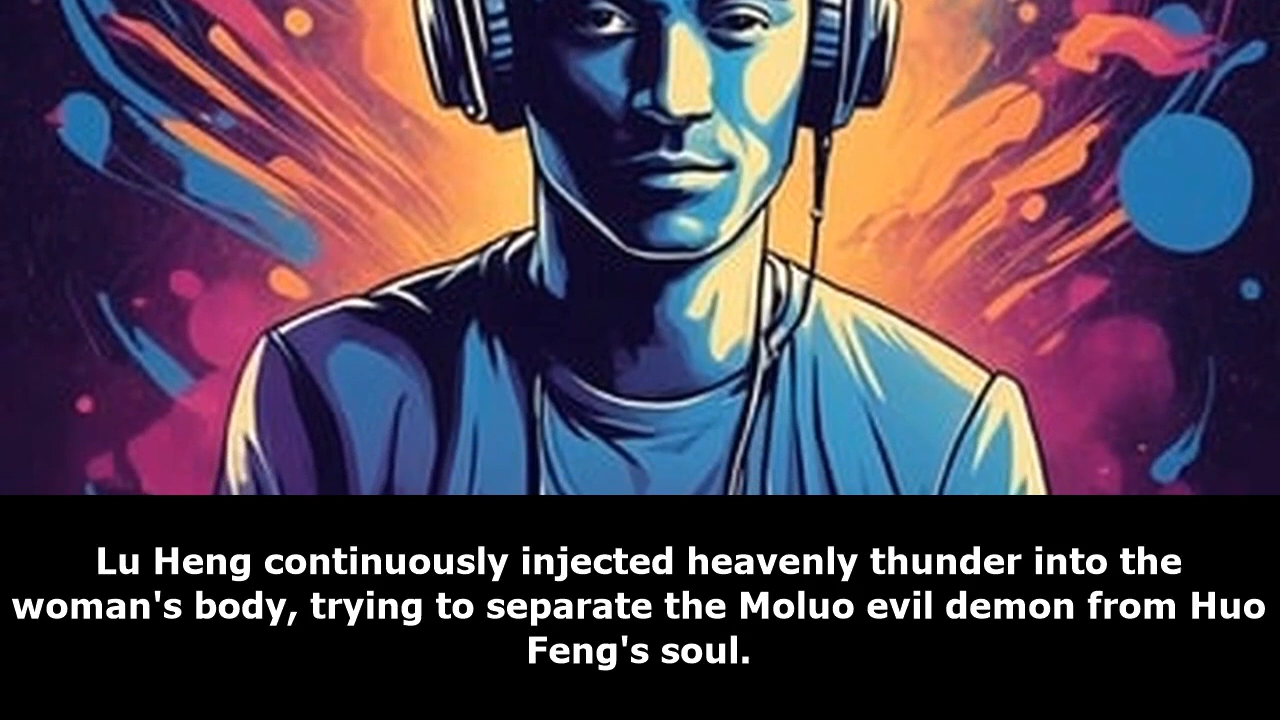 Lu Heng continuously injected heavenly thunder into the
woman's body, trying to separate the Moluo evil demon from Huo
Feng's soul.